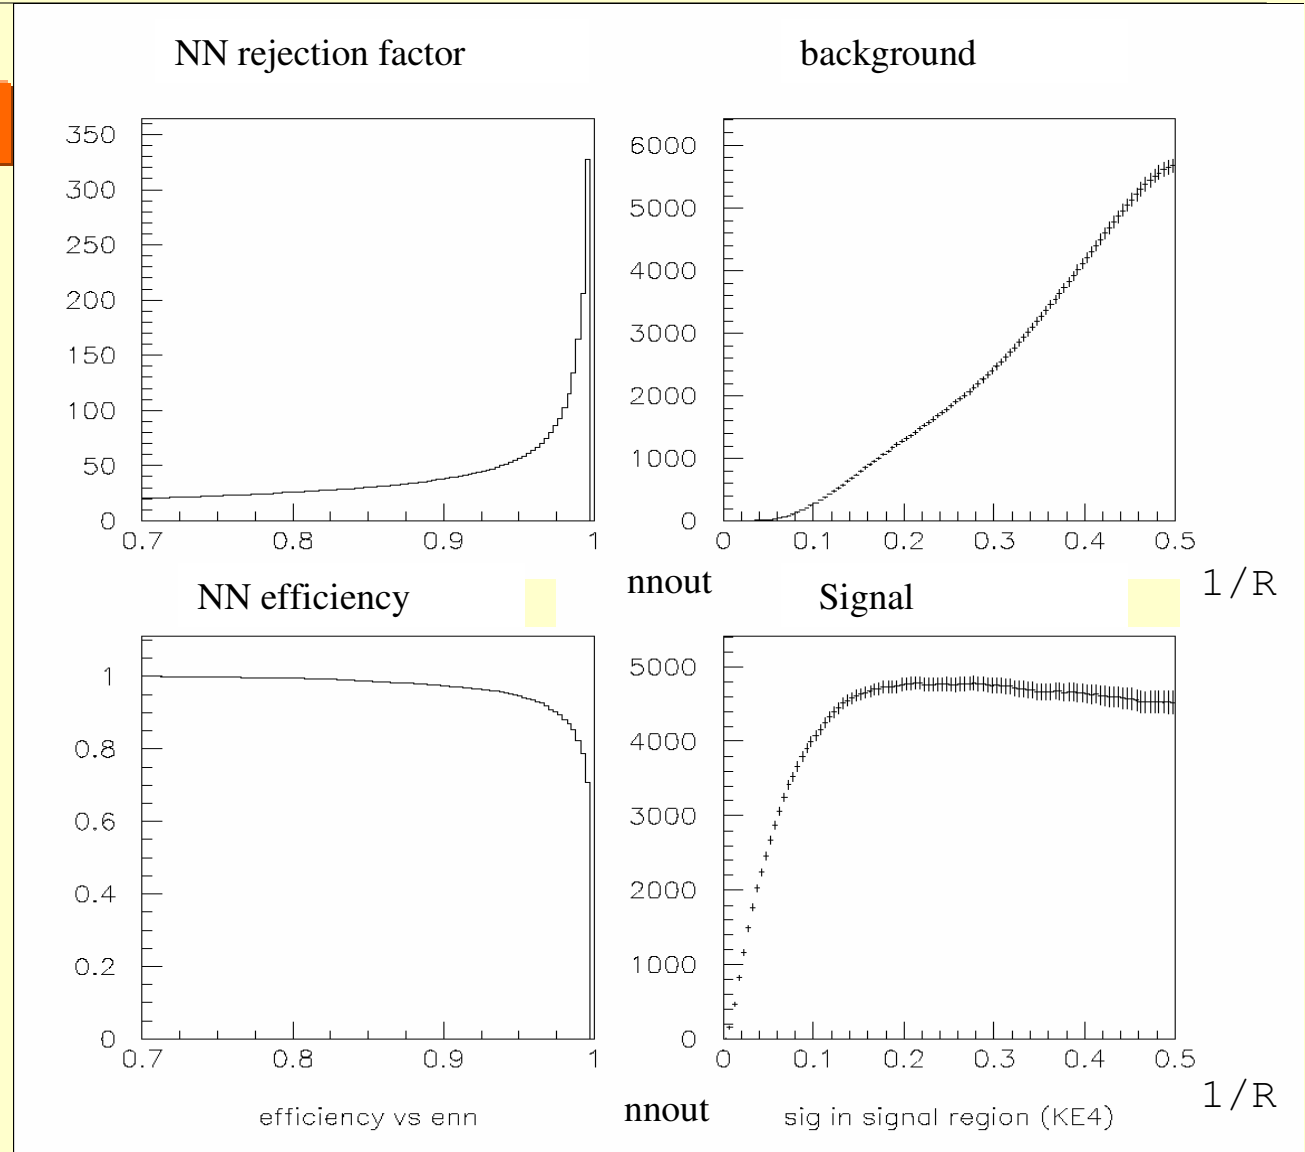 NN rejection factor
background
350
300
250
200
150
100
50
0
0.7 0.8 0.9 1
6000
5000
4000
3000
2000
1000
0
0 0.1 0.2 0.3 0.4 0.5
nnout
1/R
NN efficiency
Signal
1
0.8
0.6
0.4
0.2
0
0.7 0.8 0.9 1
5000
4000
3000
2000
1000
0
0 0.1 0.2 0.3 0.4 0.5
efficiency vs enn
nnout
sig in signal region (KE4)
1/R